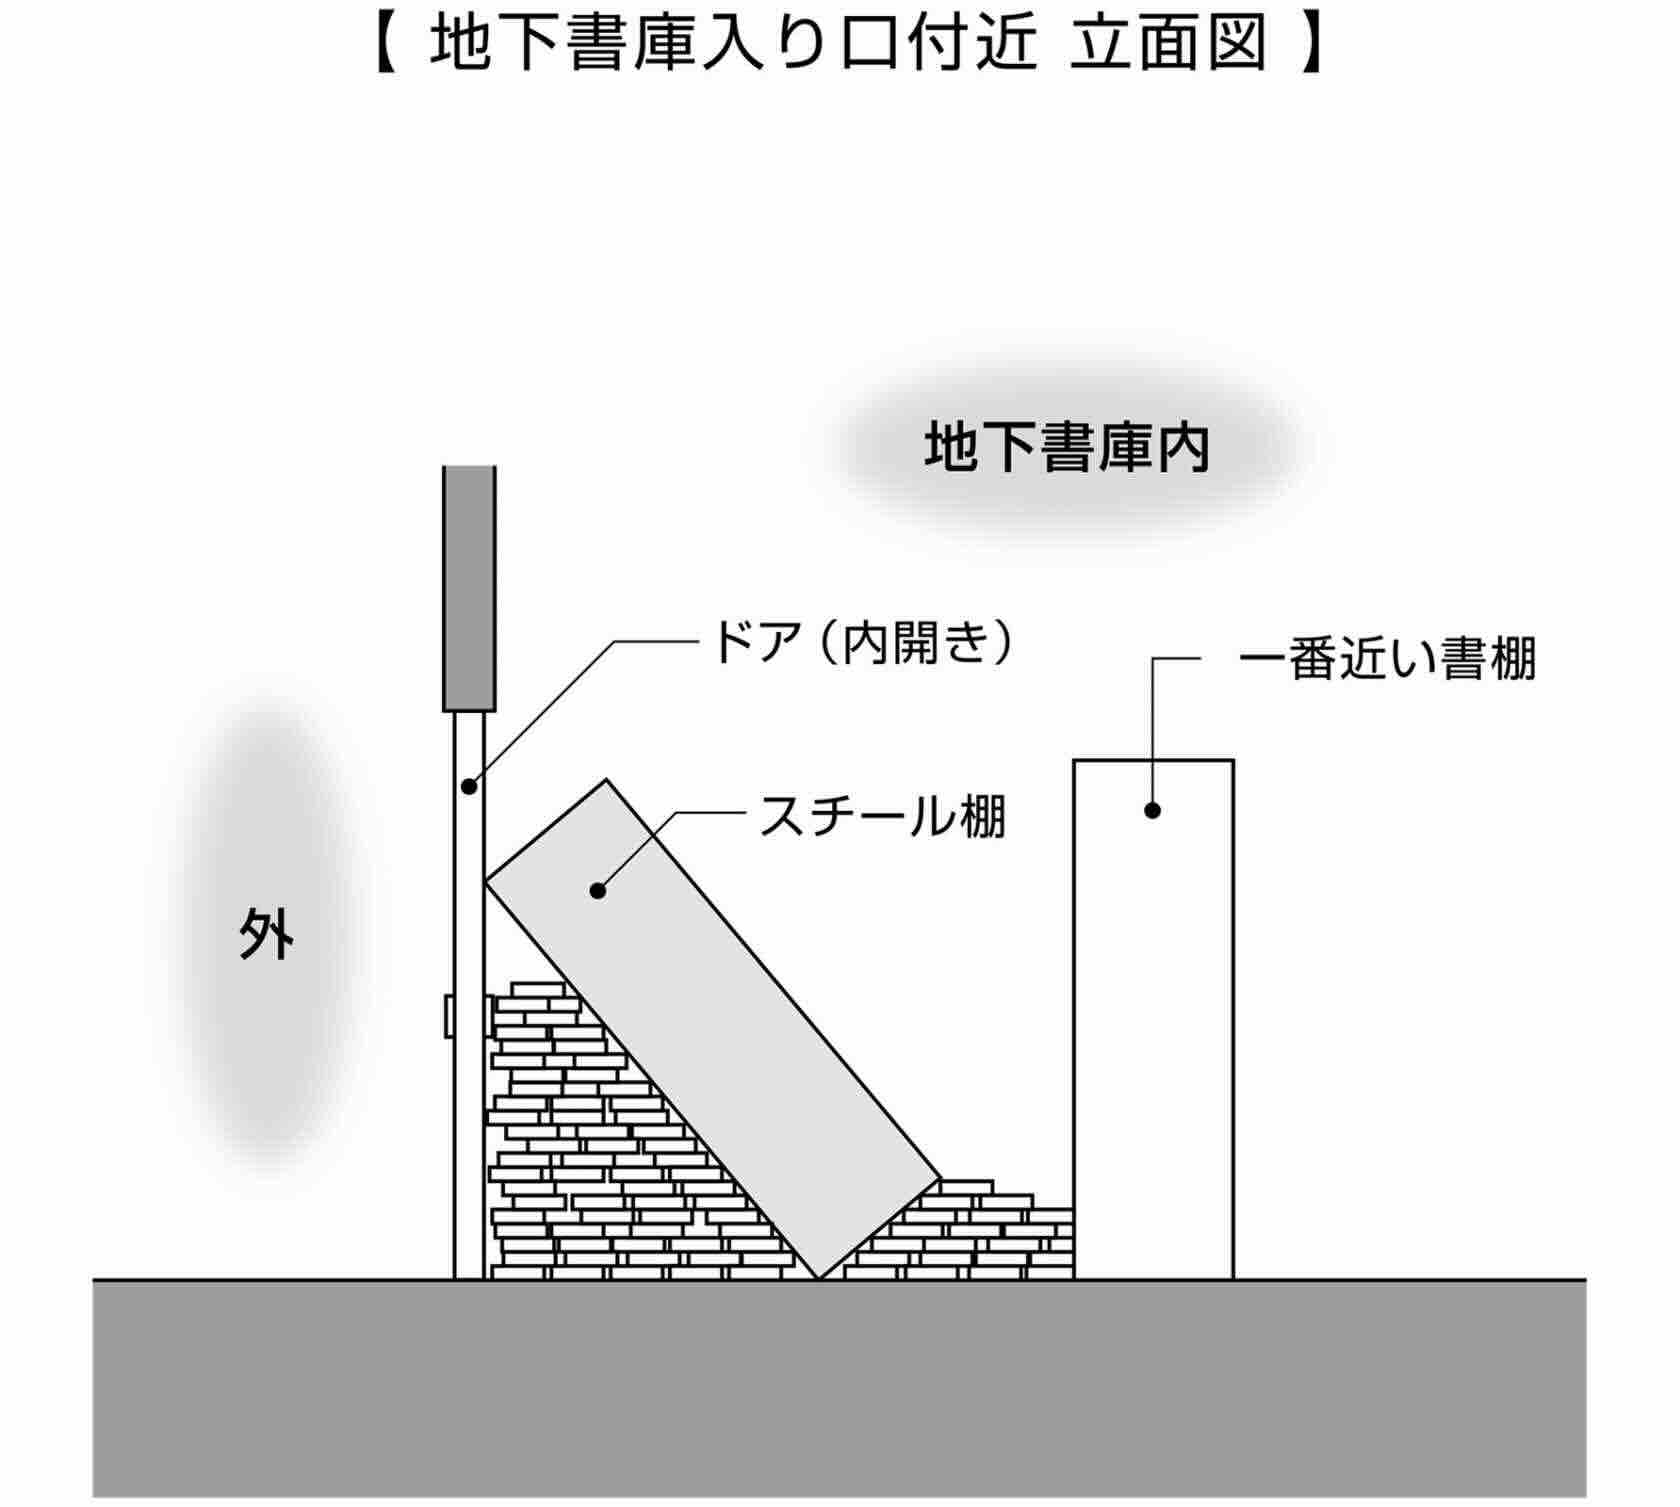 【 地下書庫入り口付近 立面図 】
地下書庫内
ドア（内開き）
一番近い書棚
スチール棚
外